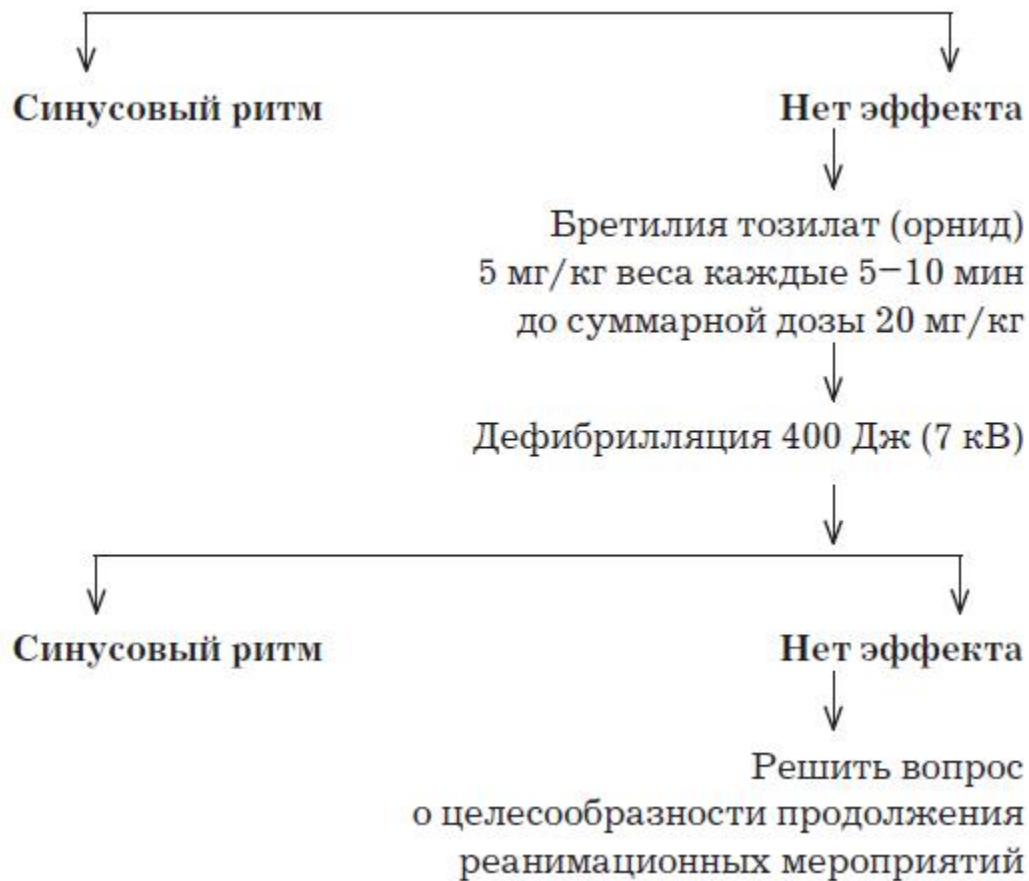 Синусовый ритм
Нет эффекта
Бретилия тозилат (орнид)
5 мг/кг веса каждые 5−10 мин
до суммарной дозы 20 мг/кг
Дефибрилляция 400 Дж (7 кВ)
Синусовый ритм
Нет эффекта
Решить вопрос
о целесообразности продолжения
реанимационных мероприятий